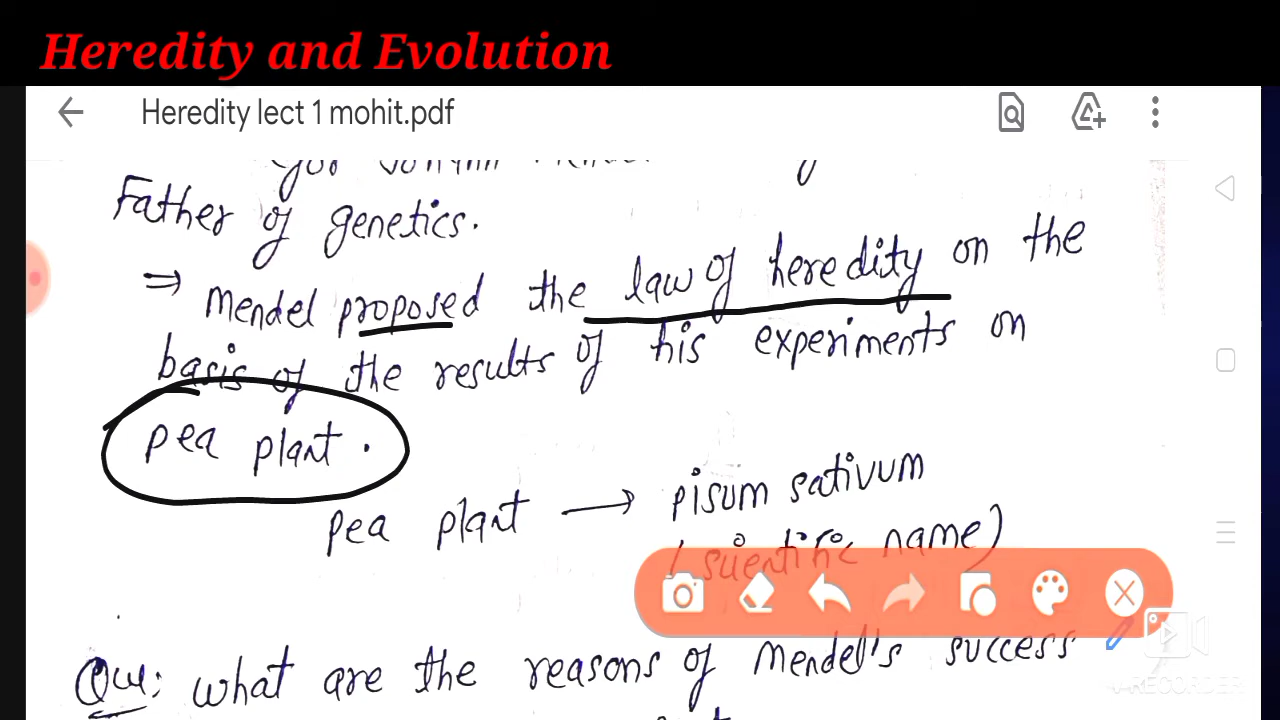 Heredity and Evolution
Heredity lect 1 mohit.pdf
Father of genetics.
⇒ Mendel proposed the law of heredity on the
basis of the results of his experiments on
pea plant.
pea plant → pisum sativum
name)
Que: what are the reasons of Mendel's success